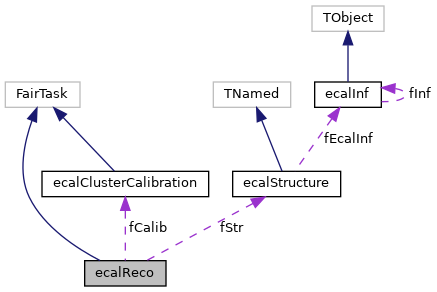 TObject
FairTask
TNamed
ecalInf
fInf
fEcalInf
ecalClusterCalibration
ecalStructure
fCalib
fStr
ecalReco